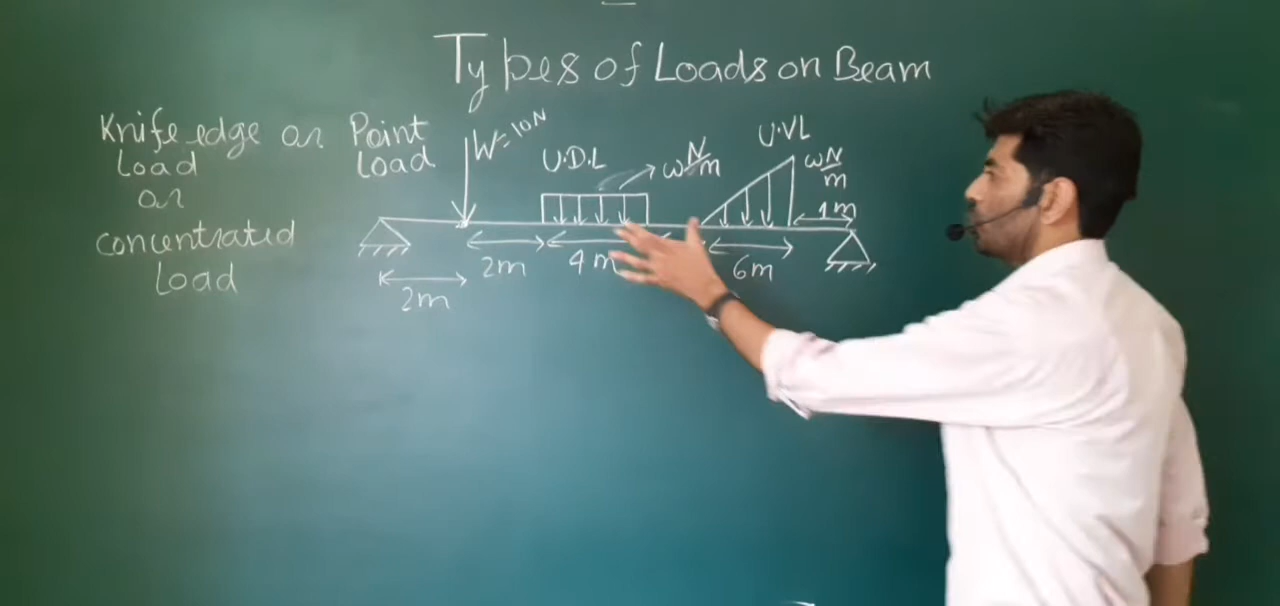 Types of Loads on Beam
Knife edge or Point
Load Load
or
concentrated
Load
W=10N
U.D.L
w N/m
U.V.L
w N/m
1m
2m
4m
6m
2m